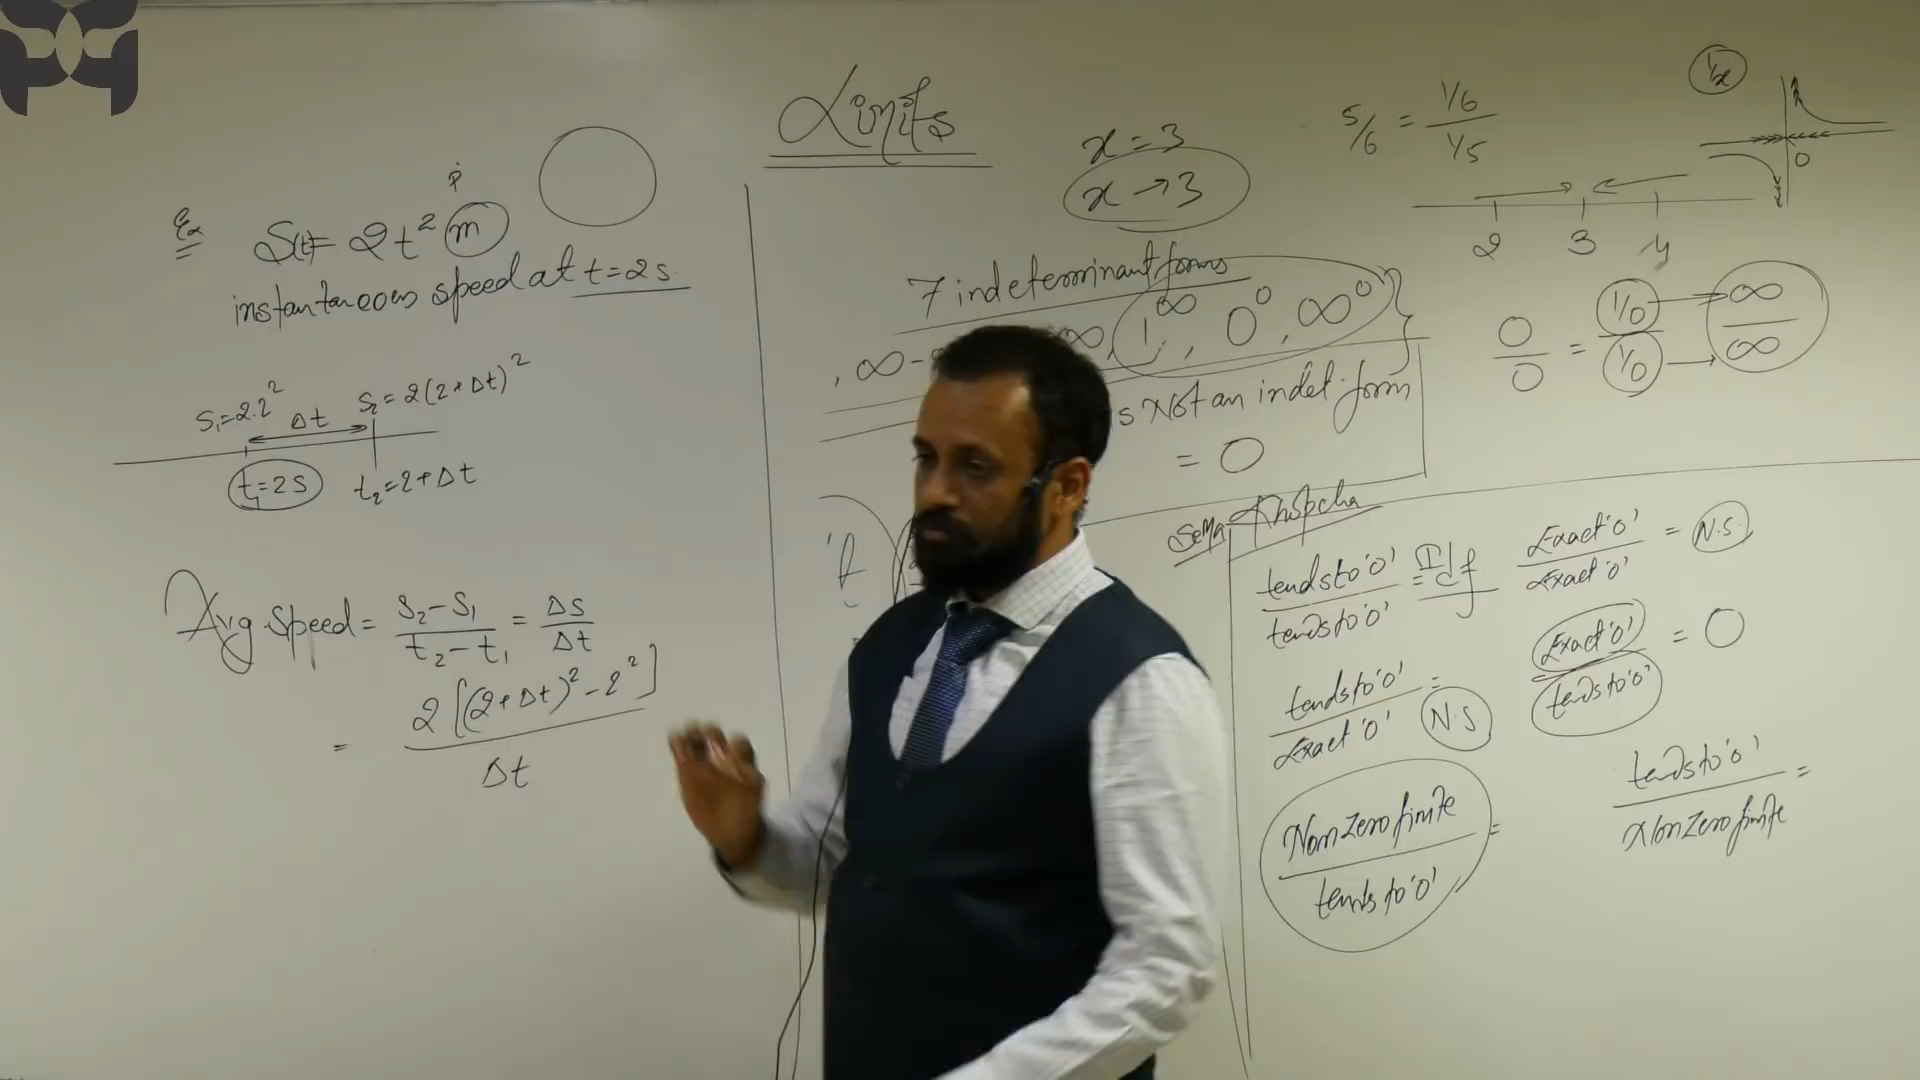 Limits
Ex
S(t)= 2t² m
instantaneous speed at t=2s.
S₁=2.2²
Δt
S₂=2(2+Δt)²
t₁=2s
t₂=2+Δt
Avg Speed = S₂-S₁ / t₂-t₁ = Δs / Δt
= 2[(2+Δt)²-2²] / Δt
x=3
x→3
7 indeterminant forms
, ∞-
∞, 1^∞, 0⁰, ∞⁰
s Not an indet. form
= 0
5/6 = 1/6 / 1/5
1/x
0
2 3 4
0/0 = 1/0 / 1/0 → ∞/∞
Khopcha
tends to '0' / tends to '0' = Idf
Exact '0' / Exact '0' = N.S.
tends to '0' / Exact '0' = N.S.
Exact '0' / tends to '0' = 0
Non zero finite / tends to '0' =
tends to '0' / Non zero finite =